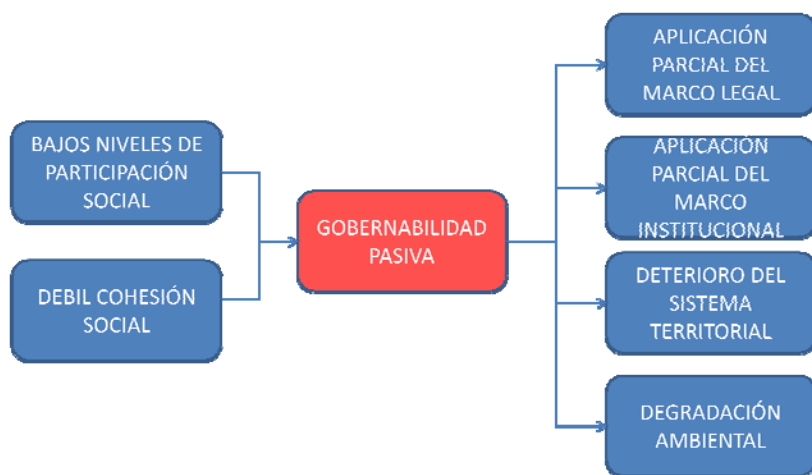 BAJOS NIVELES DE
PARTICIPACIÓN
SOCIAL
DEBIL COHESIÓN
SOCIAL
GOBERNABILIDAD
PASIVA
APLICACIÓN
PARCIAL DEL
MARCO LEGAL
APLICACIÓN
PARCIAL DEL
MARCO
INSTITUCIONAL
DETERIORO DEL
SISTEMA
TERRITORIAL
DEGRADACIÓN
AMBIENTAL